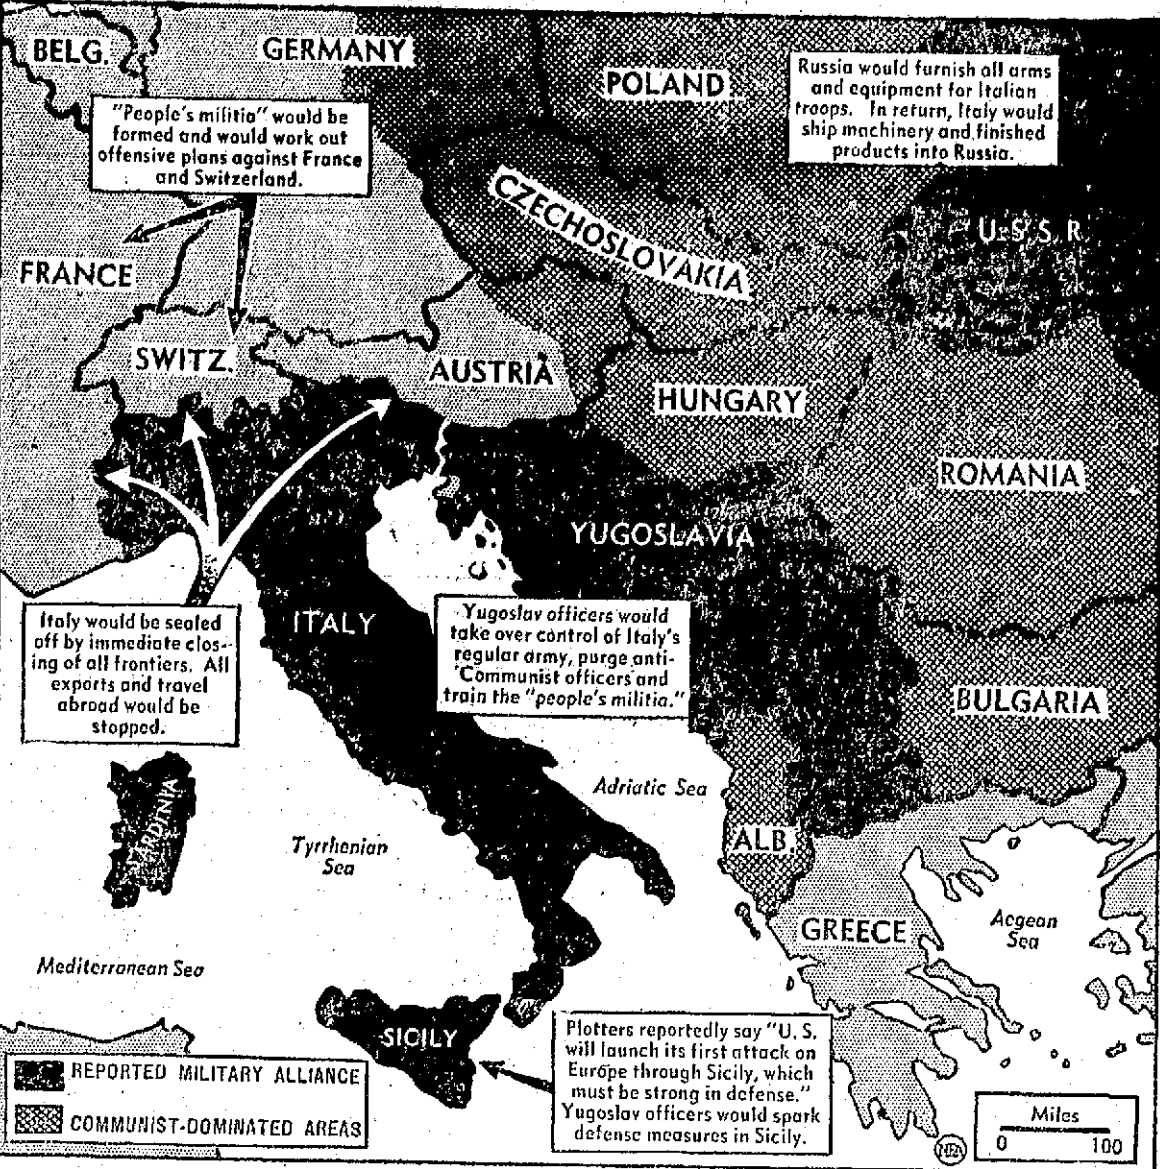 BELG.
GERMANY
POLAND
Russia would furnish all arms
and equipment for Italian
troops. In return, Italy would
ship machinery and finished
products into Russia.
"People's militia" would be
formed and would work out
offensive plans against France
and Switzerland.
CZECHOSLOVAKIA
U. S. S. R.
FRANCE
SWITZ.
AUSTRIA
HUNGARY
ROMANIA
YUGOSLAVIA
ITALY
Italy would be sealed
off by immediate clos-
ing of all frontiers. All
exports and travel
abroad would be
stopped.
Yugoslav officers would
take over control of Italy's
regular army, purge anti-
Communist officers and
train the "people's militia."
BULGARIA
SARDINIA
Adriatic Sea
Tyrrhenian
Sea
ALB.
GREECE
Aegean
Sea
Mediterranean Sea
SICILY
Plotters reportedly say "U. S.
will launch its first attack on
Europe through Sicily, which
must be strong in defense."
Yugoslav officers would spark
defense measures in Sicily.
REPORTED MILITARY ALLIANCE
COMMUNIST-DOMINATED AREAS
Miles
0 100
NEA